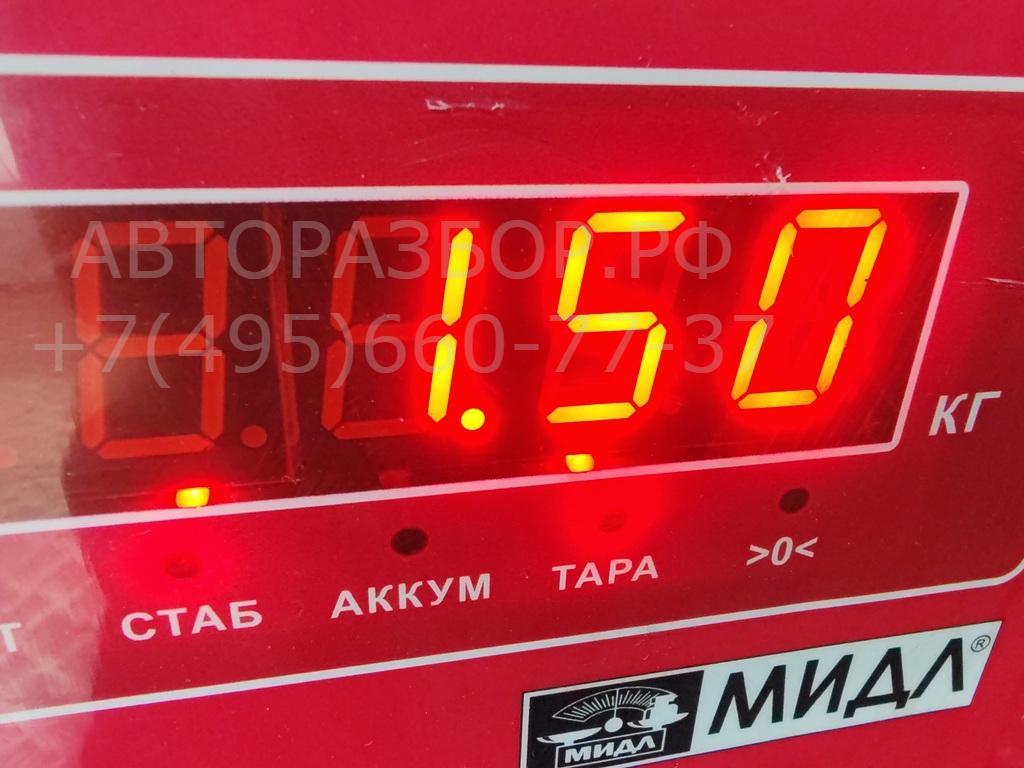 АВТОРАЗБОР.РФ
+7(495)660-77-37
1.50
КГ
Т
СТАБ
АККУМ
ТАРА
>0<
МИДЛ
МИДЛ®